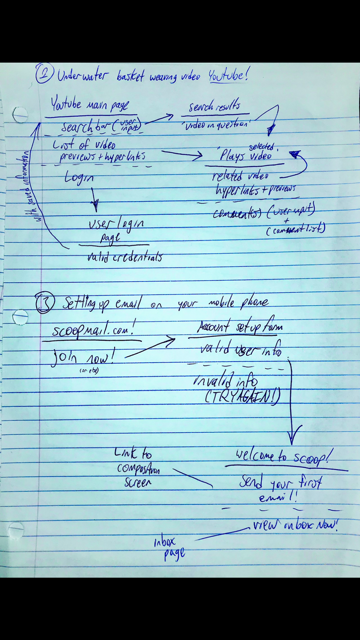 ② Underwater basket wearing video Youtube!
Youtube main page
search bar (user input)
List of video
previews + hyperlinks
Login
user login
page
valid credentials
with saved information
search results
"video in question"
selected
"Plays video"
related video
hyperlinks + previews
comment(s) (user input)
+
(comment list)
③ Setting up email on your mobile phone
scoopmail.com!
join now!
Account setup form
valid user info
invalid info
(TRY AGAIN!)
welcome to scoop!
Send your first
email!
view inbox now!
Link to
composition
screen
inbox
page